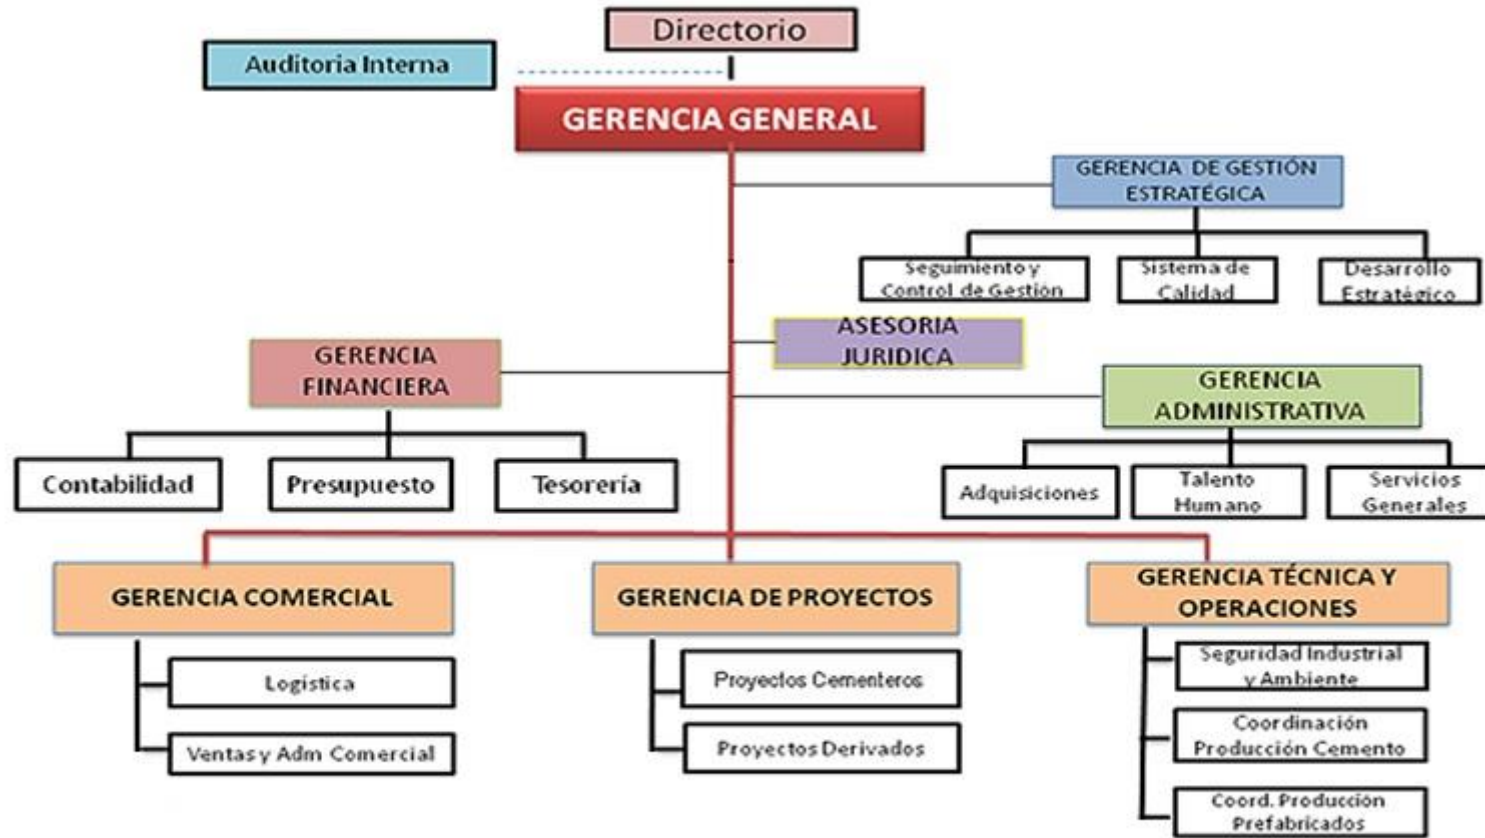 Directorio
Auditoria Interna
GERENCIA GENERAL
GERENCIA DE GESTIÓN
ESTRATÉGICA
Seguimiento y
Control de Gestión
Sistema de
Calidad
Desarrollo
Estratégico
ASESORIA
JURIDICA
GERENCIA
FINANCIERA
GERENCIA
ADMINISTRATIVA
Contabilidad
Presupuesto
Tesorería
Adquisiciones
Talento
Humano
Servicios
Generales
GERENCIA COMERCIAL
Logística
Ventas y Adm Comercial
GERENCIA DE PROYECTOS
Proyectos Cementeros
Proyectos Derivados
GERENCIA TÉCNICA Y
OPERACIONES
Seguridad Industrial
y Ambiente
Coordinación
Producción Cemento
Coord. Producción
Prefabricados